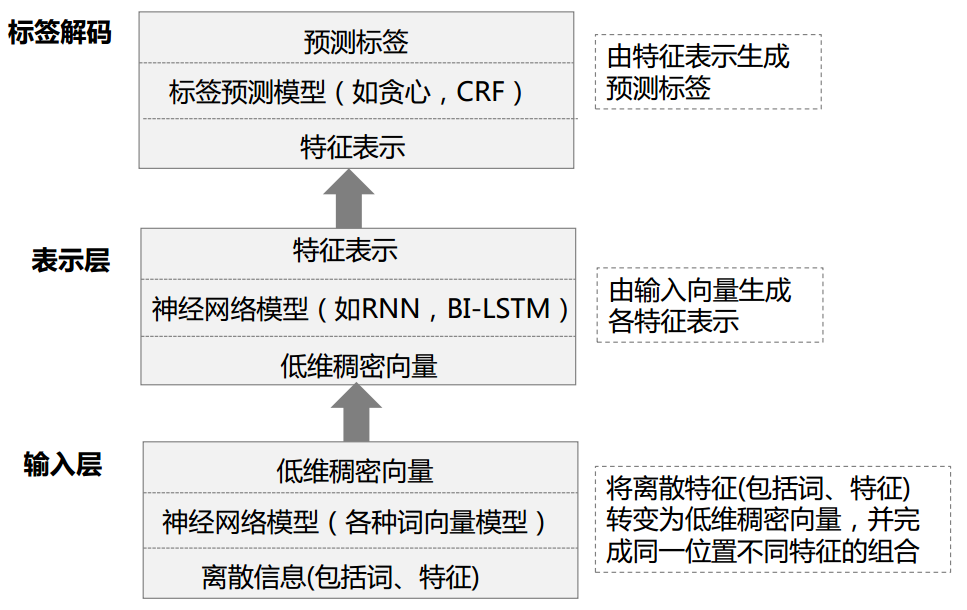 标签解码
预测标签
标签预测模型（如贪心，CRF）
特征表示
由特征表示生成
预测标签
表示层
特征表示
神经网络模型（如RNN，BI-LSTM）
低维稠密向量
由输入向量生成
各特征表示
输入层
低维稠密向量
神经网络模型（各种词向量模型）
离散信息(包括词、特征)
将离散特征(包括词、特征)
转变为低维稠密向量，并完
成同一位置不同特征的组合